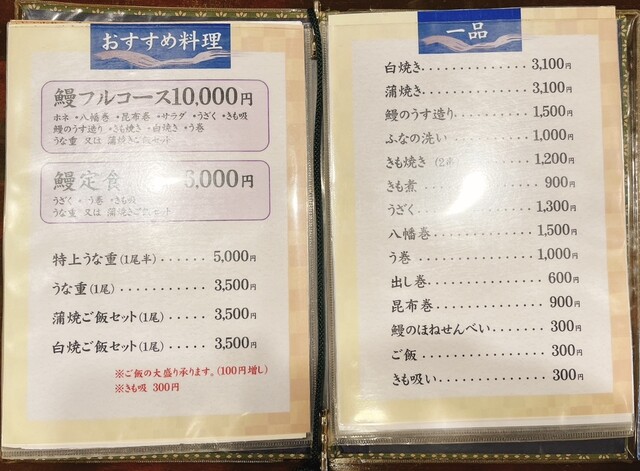 おすすめ料理
鰻フルコース10,000円
ホネ・八幡巻・昆布巻・サラダ・うざく・きも吸
鰻のうす造り・きも焼き・白焼き・う巻
うな重 又は 蒲焼きご飯セット
鰻定食 ,000円
うざく・う巻・きも吸
うな重 又は 蒲焼きご飯セット
特上うな重(1尾半)......5,000円
うな重(1尾)............3,500円
蒲焼ご飯セット(1尾).....3,500円
白焼ご飯セット(1尾).....3,500円
※ご飯の大盛り承ります。(100円増し)
※きも吸 300円
一品
白焼き..............3,100円
蒲焼き..............3,100円
鰻のうす造り........1,500円
ふなの洗い..........1,000円
きも焼き (2本).......1,200円
きも煮..............900円
うざく..............1,300円
八幡巻..............1,500円
う巻................1,000円
出し巻..............600円
昆布巻..............900円
鰻のほねせんべい.....300円
ご飯................300円
きも吸い............300円